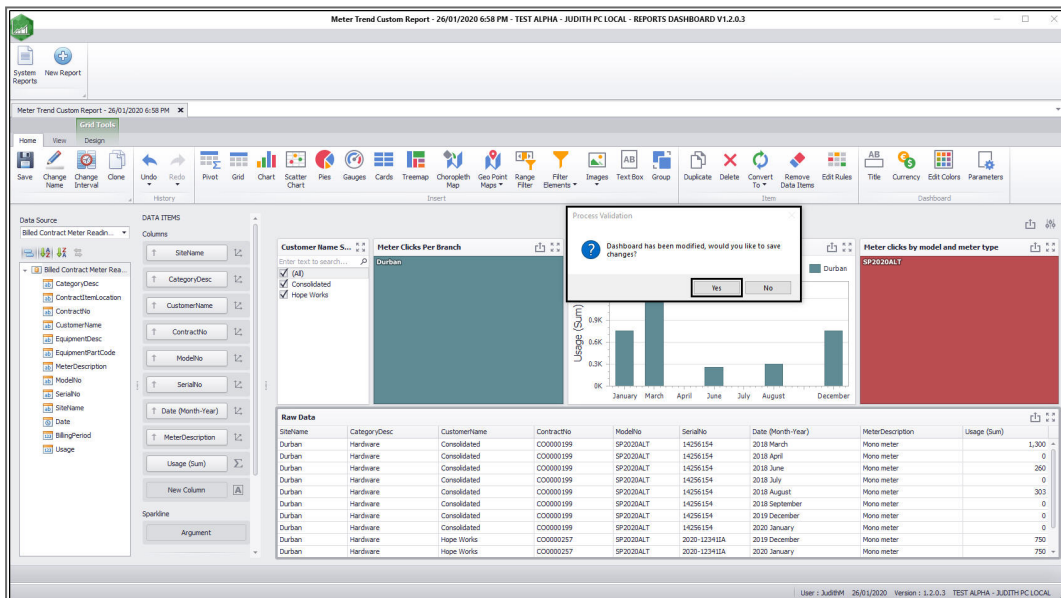 Meter Trend Custom Report - 26/01/2020 6:58 PM - TEST ALPHA - JUDITH PC LOCAL - REPORTS DASHBOARD V1.2.0.3
System Reports
New Report
Meter Trend Custom Report - 26/01/2020 6:58 PM
Grid Tools
Home View Design
Save Change Name Change Interval Clone Undo Redo Pivot Grid Chart Scatter Chart Pies Gauges Cards Treemap Choropleth Map Geo Point Maps Range Filter Filter Elements Images Text Box Group Duplicate Delete Convert To Remove Data Items Edit Rules Title Currency Edit Colors Parameters
History Insert Item Dashboard
Data Source
Billed Contract Meter Readin...
Billed Contract Meter Rea...
CategoryDesc
ContractItemLocation
ContractNo
CustomerName
EquipmentDesc
EquipmentPartCode
MeterDescription
ModelNo
SerialNo
SiteName
Date
BillingPeriod
Usage
DATA ITEMS
Columns
SiteName
CategoryDesc
CustomerName
ContractNo
ModelNo
SerialNo
Date (Month-Year)
MeterDescription
Usage (Sum)
New Column
Sparkline
Argument
Customer Name S...
Enter text to search...
(All)
Consolidated
Hope Works
Meter Clicks Per Branch
Durban
Process Validation
Dashboard has been modified, would you like to save changes?
Yes No
Durban
Usage (Sum)
0.9K
0.6K
0.3K
0K
January March April June July August December
Meter clicks by model and meter type
SP2020ALT
Raw Data
SiteName CategoryDesc CustomerName ContractNo ModelNo SerialNo Date (Month-Year) MeterDescription Usage (Sum)
Durban Hardware Consolidated CO0000199 SP2020ALT 14256154 2018 March Mono meter 1,300
Durban Hardware Consolidated CO0000199 SP2020ALT 14256154 2018 April Mono meter 0
Durban Hardware Consolidated CO0000199 SP2020ALT 14256154 2018 June Mono meter 260
Durban Hardware Consolidated CO0000199 SP2020ALT 14256154 2018 July Mono meter 0
Durban Hardware Consolidated CO0000199 SP2020ALT 14256154 2018 August Mono meter 303
Durban Hardware Consolidated CO0000199 SP2020ALT 14256154 2018 September Mono meter 0
Durban Hardware Consolidated CO0000199 SP2020ALT 14256154 2019 December Mono meter 0
Durban Hardware Consolidated CO0000199 SP2020ALT 14256154 2020 January Mono meter 0
Durban Hardware Hope Works CO0000257 SP2020ALT 2020-12341IA 2019 December Mono meter 750
Durban Hardware Hope Works CO0000257 SP2020ALT 2020-12341IA 2020 January Mono meter 750
User : JudithM 26/01/2020 Version : 1.2.0.3 TEST ALPHA - JUDITH PC LOCAL